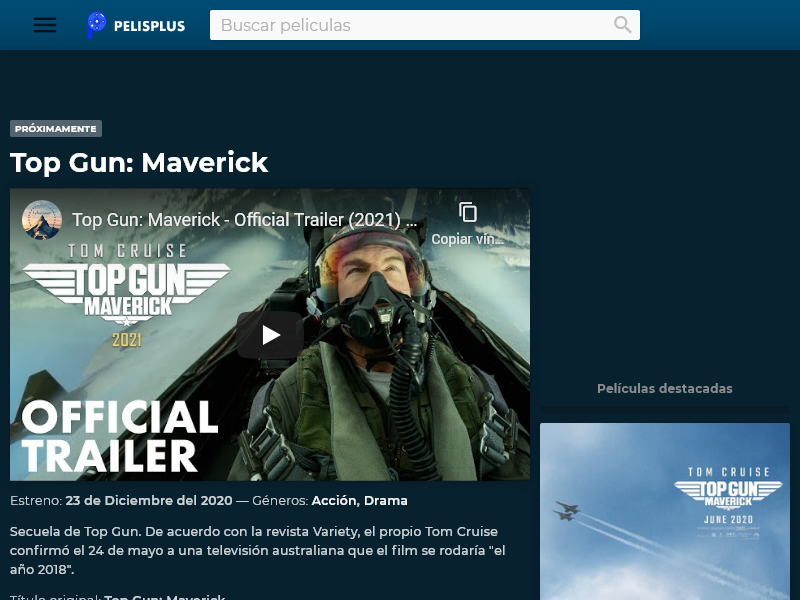 PELISPLUS
Buscar peliculas
PRÓXIMAMENTE
Top Gun: Maverick
Top Gun: Maverick - Official Trailer (2021) ...
Copiar vín...
TOM CRUISE
TOP GUN
MAVERICK
2021
OFFICIAL
TRAILER
Estreno: 23 de Diciembre del 2020 — Géneros: Acción, Drama
Secuela de Top Gun. De acuerdo con la revista Variety, el propio Tom Cruise
confirmó el 24 de mayo a una televisión australiana que el film se rodaría "el
año 2018".
Título original: Top Gun: Maverick
Películas destacadas
TOM CRUISE
TOP GUN
MAVERICK
JUNE 2020